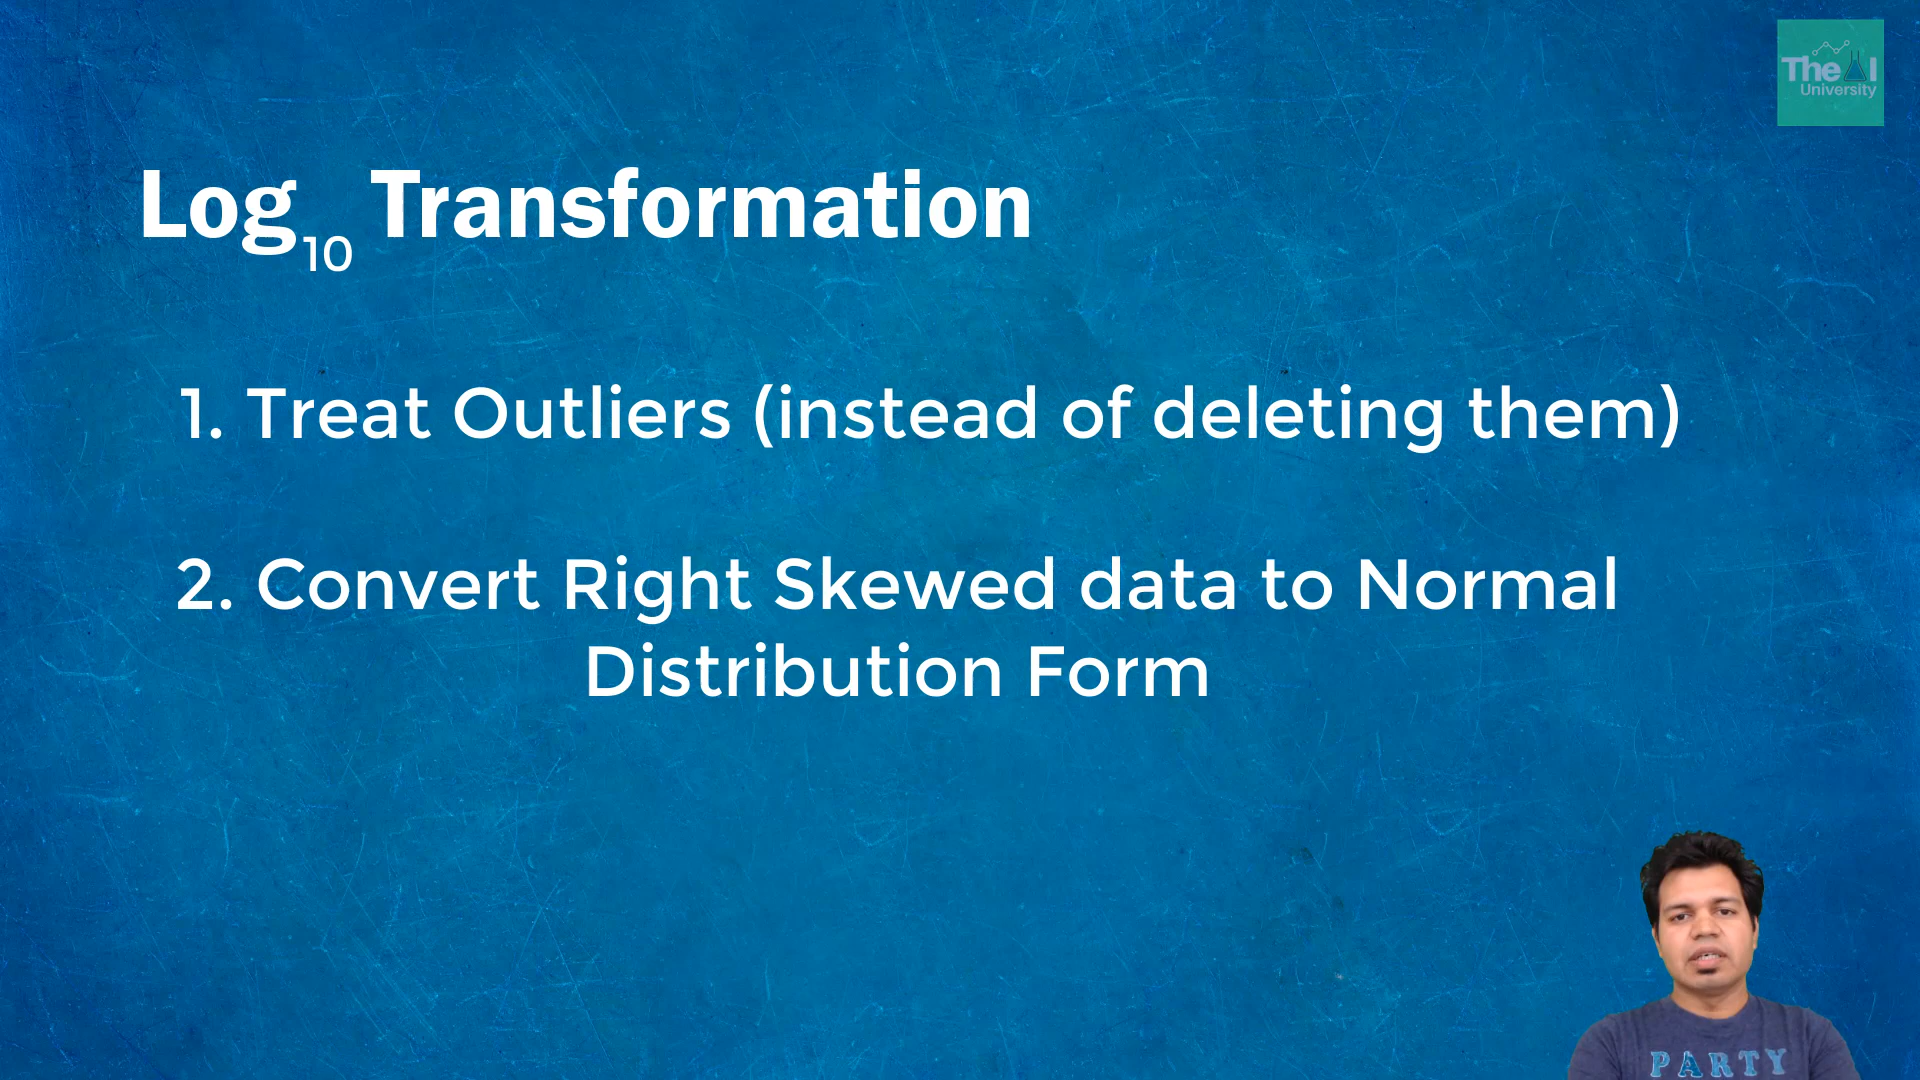 The AI
University
Log10 Transformation
1. Treat Outliers (instead of deleting them)
2. Convert Right Skewed data to Normal
Distribution Form
PARTY